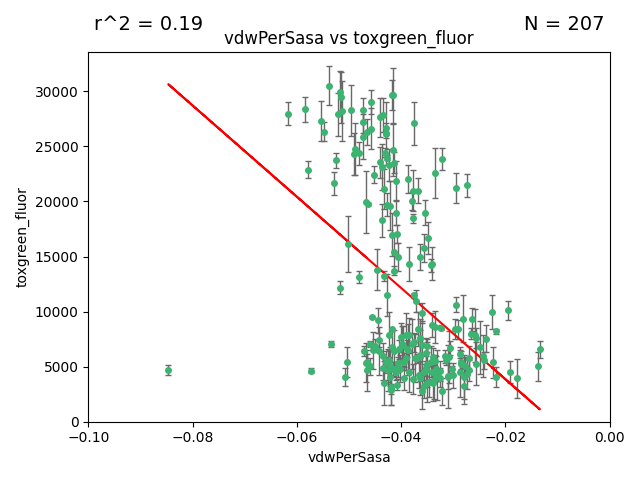 r^2 = 0.19
N = 207
vdwPerSasa vs toxgreen_fluor
toxgreen_fluor
30000
25000
20000
15000
10000
5000
0
−0.10
−0.08
−0.06
−0.04
−0.02
0.00
vdwPerSasa